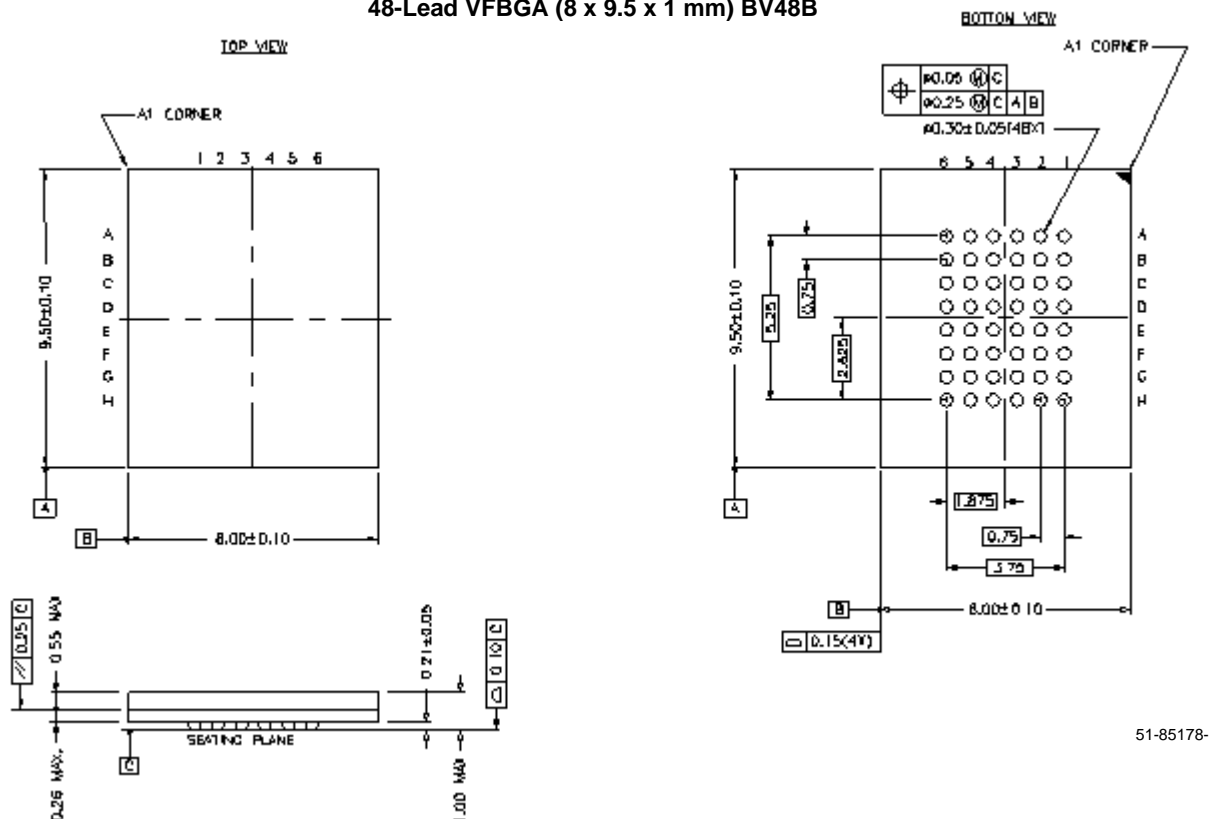 48-Lead VFBGA (8 x 9.5 x 1 mm) BV48B
TOP VIEW
A1 CORNER
1 2 3 4 5 6
A
B
C
D
E
F
G
H
9.50±0.10
A
B
8.00±0.10
BOTTOM VIEW
A1 CORNER
ø0.05 Ⓜ C
ø0.25 Ⓜ C A B
ø0.30±0.05(48X)
6 5 4 3 2 1
A
B
C
D
E
F
G
H
9.50±0.10
5.25
0.75
2.625
A
1.875
0.75
3.75
B
8.00±0.10
0.15(4X)
// 0.25 C
0.55 MAX
0.21±0.05
0.10 C
SEATING PLANE
C
0.26 MAX.
1.00 MAX
51-85178-